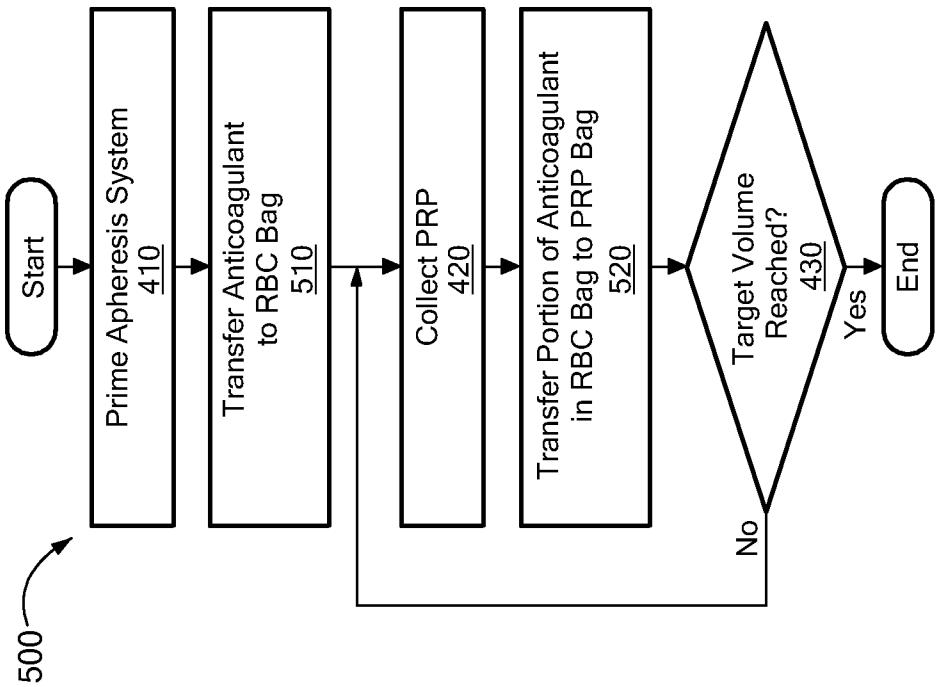 500
Start
Prime Apheresis System
410
Transfer Anticoagulant
to RBC Bag
510
Collect PRP
420
Transfer Portion of Anticoagulant
in RBC Bag to PRP Bag
520
Target Volume
Reached?
430
No
Yes
End